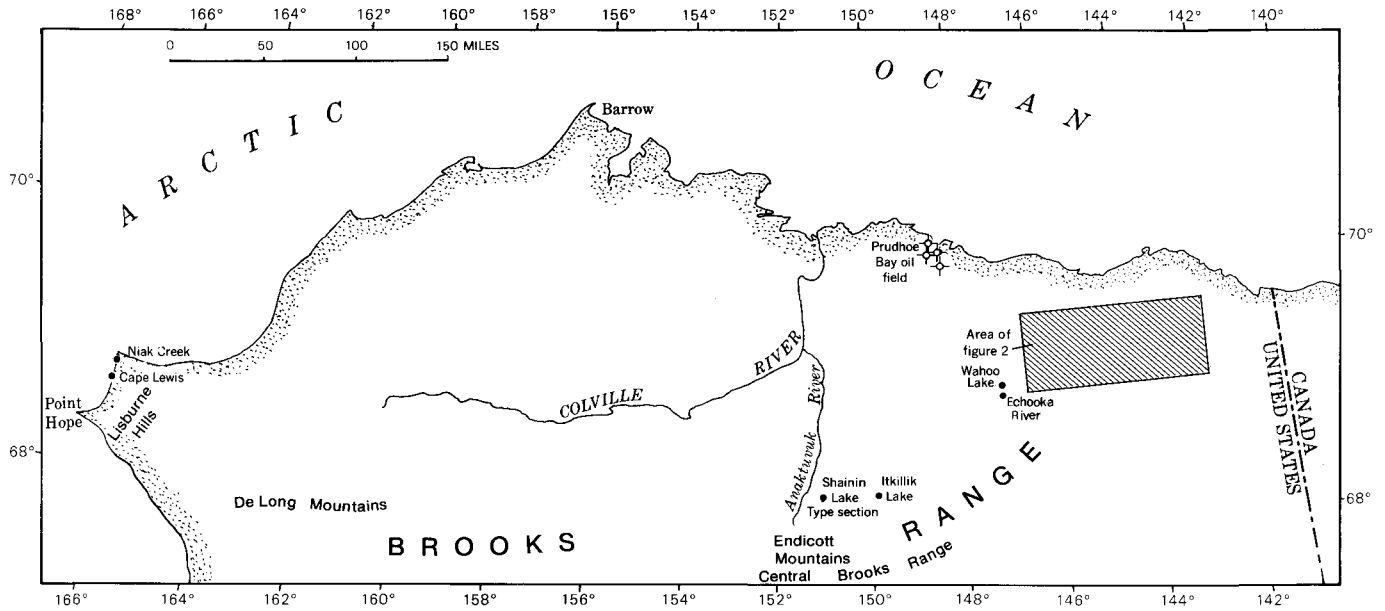 168° 166° 164° 162° 160° 158° 156° 154° 152° 150° 148° 146° 144° 142° 140°
0 50 100 150 MILES
ARCTIC OCEAN
Barrow
70°
70°
Prudhoe
Bay oil
field
Niak Creek
Cape Lewis
Point
Hope
Lisburne
Hills
Area of
figure 2
Wahoo
Lake
Echooka
River
COLVILLE RIVER
Anaktuvuk River
CANADA
UNITED STATES
68°
68°
Shainin
Lake
Type section
Itkillik
Lake
De Long Mountains
BROOKS RANGE
Endicott
Mountains
Central Brooks Range
166° 164° 162° 160° 158° 156° 154° 152° 150° 148° 146° 144° 142°